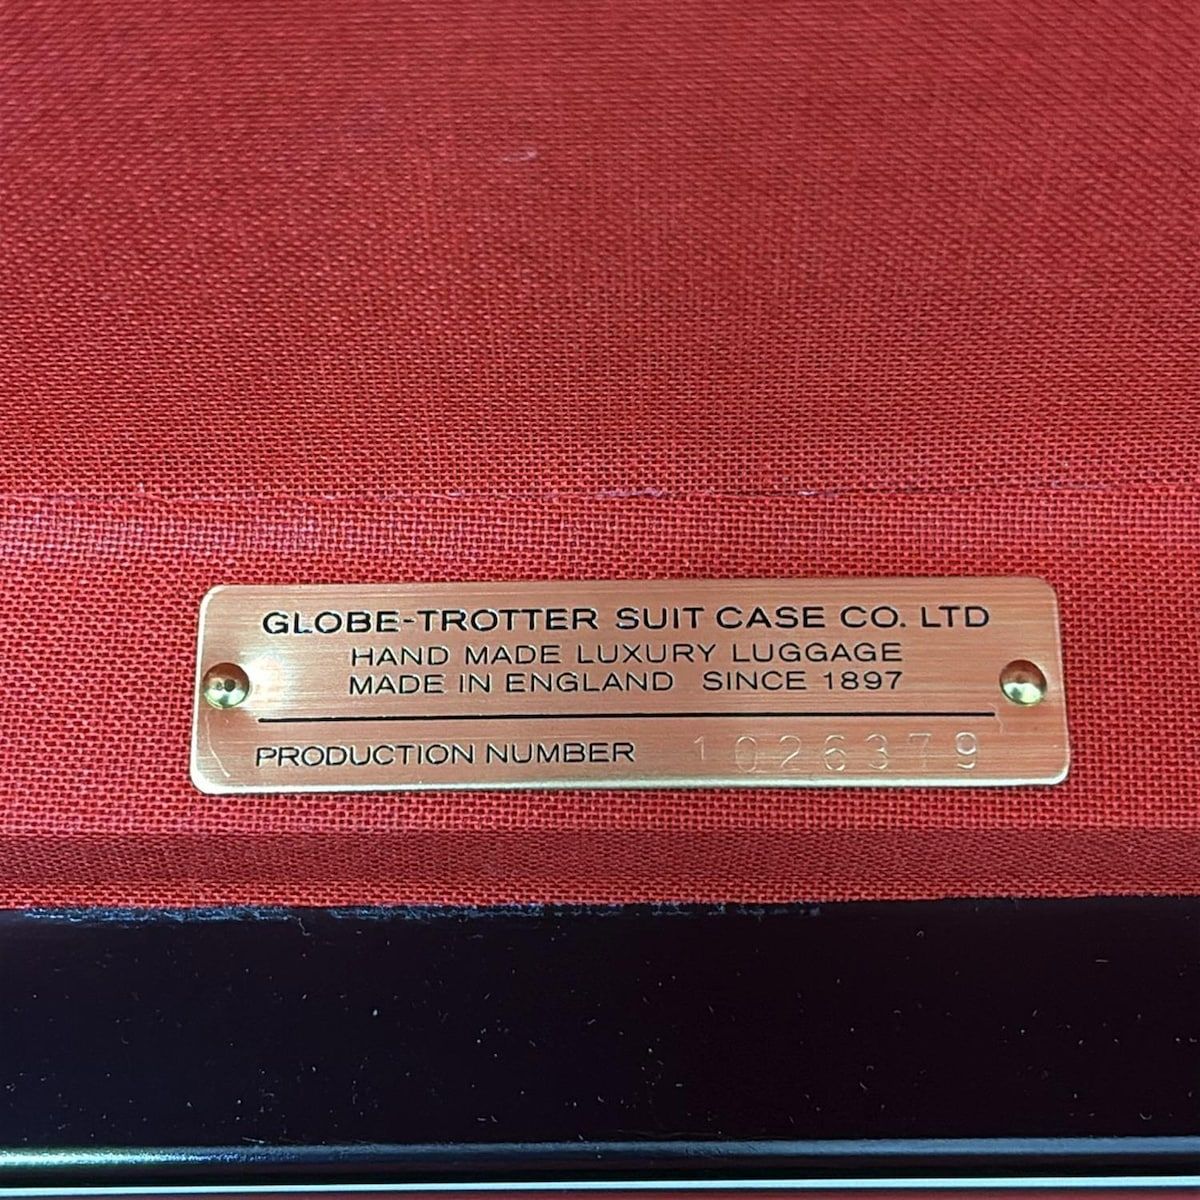 GLOBE-TROTTER SUIT CASE CO. LTD
HAND MADE LUXURY LUGGAGE
MADE IN ENGLAND SINCE 1897
PRODUCTION NUMBER 1026379